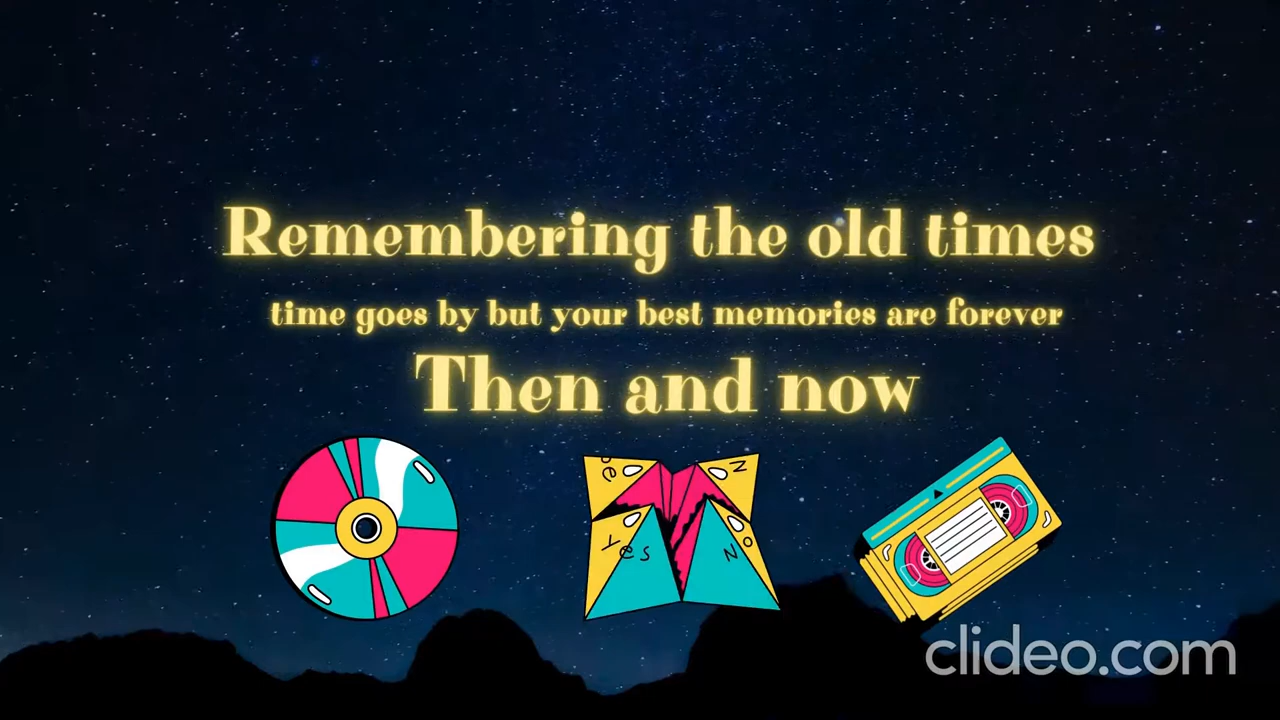 Remembering the old times
time goes by but your best memories are forever
Then and now
yes
No
clideo.com